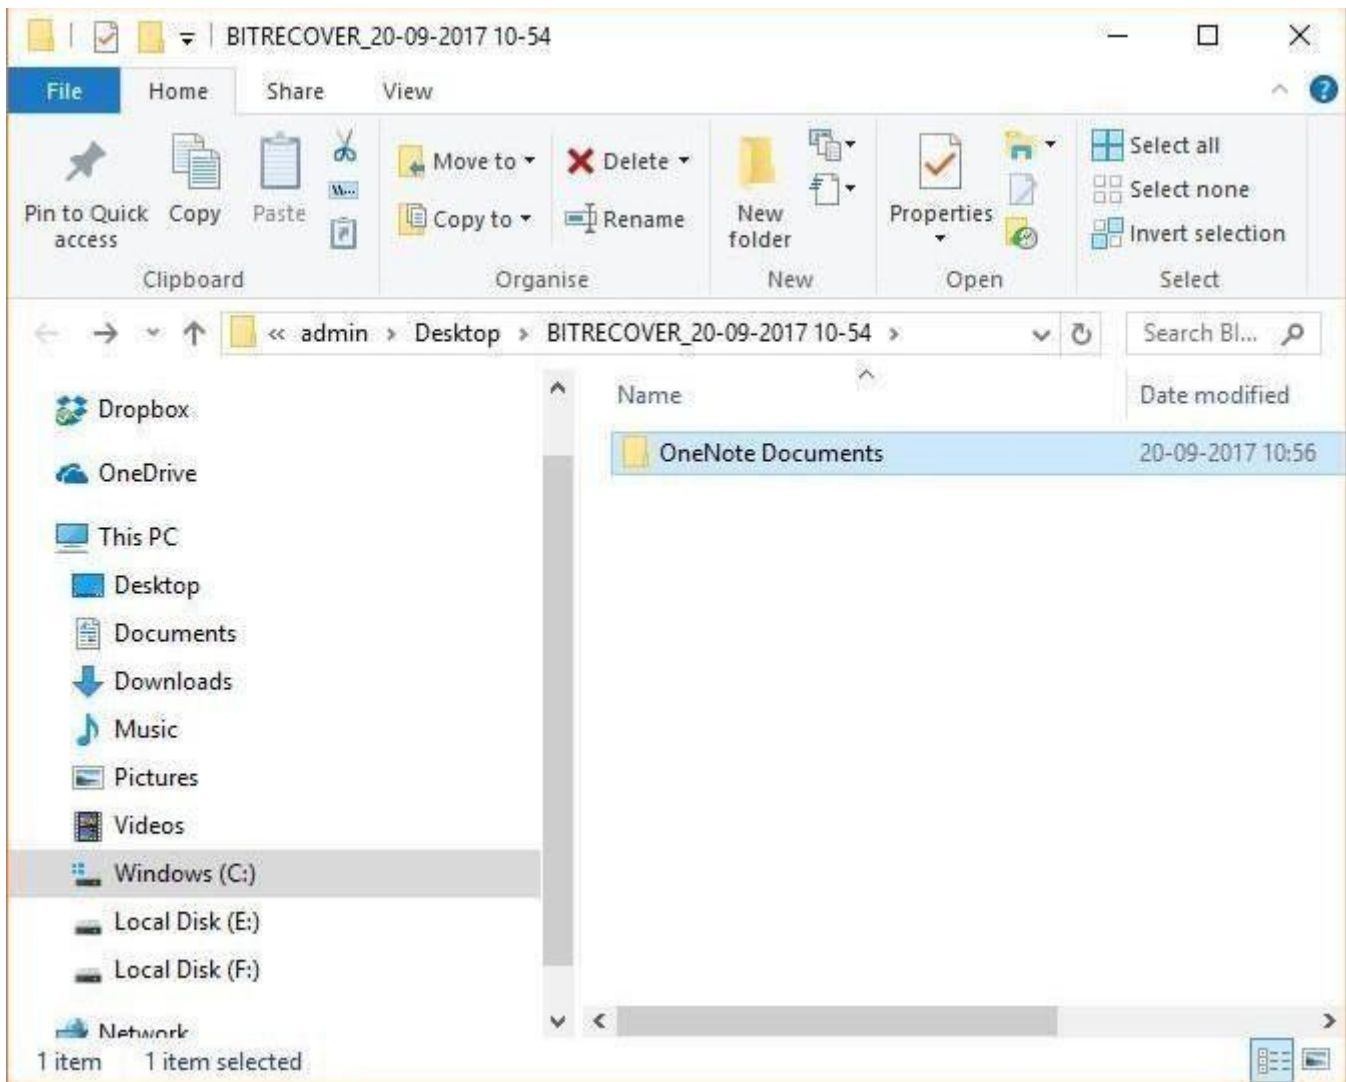 BITRECOVER_20-09-2017 10-54
File Home Share View
Pin to Quick access
Copy
Paste
Move to
Copy to
Delete
Rename
New folder
Properties
Select all
Select none
Invert selection
Clipboard Organise New Open Select
« admin > Desktop > BITRECOVER_20-09-2017 10-54 >
Search BI...
Name Date modified
OneNote Documents 20-09-2017 10:56
Dropbox
OneDrive
This PC
Desktop
Documents
Downloads
Music
Pictures
Videos
Windows (C:)
Local Disk (E:)
Local Disk (F:)
Network
1 item 1 item selected